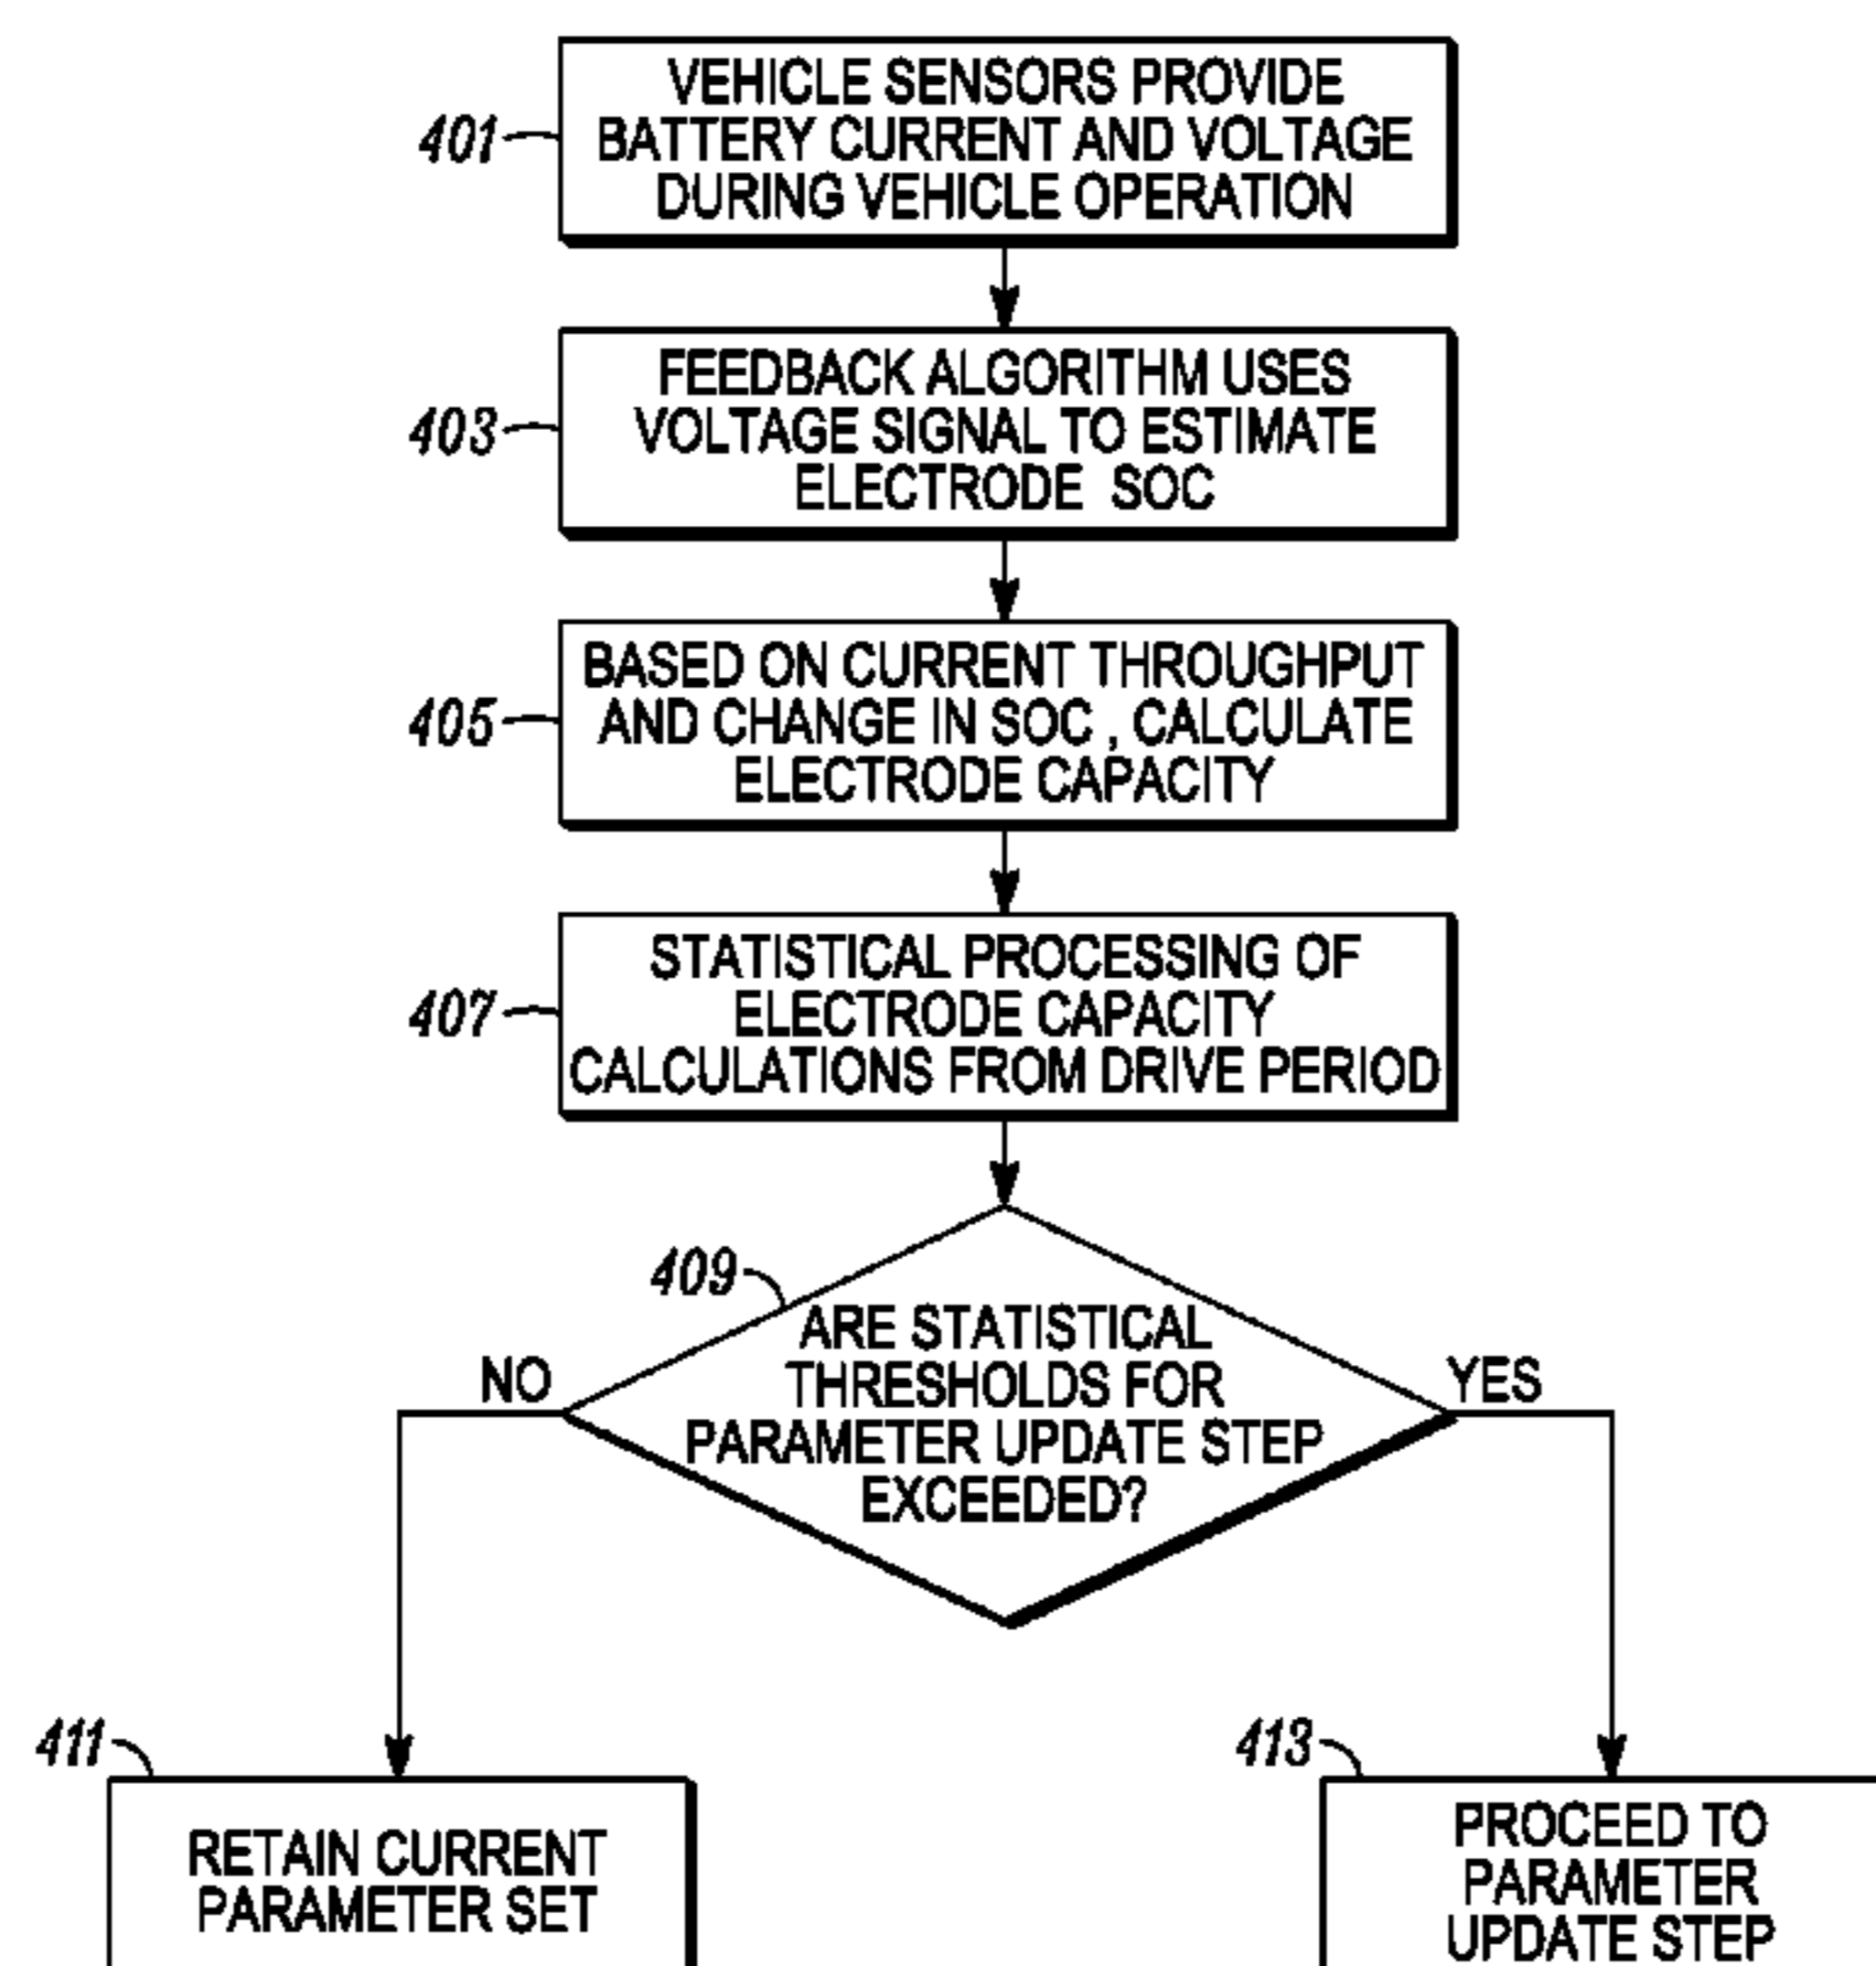 401
VEHICLE SENSORS PROVIDE
BATTERY CURRENT AND VOLTAGE
DURING VEHICLE OPERATION
403
FEEDBACK ALGORITHM USES
VOLTAGE SIGNAL TO ESTIMATE
ELECTRODE SOC
405
BASED ON CURRENT THROUGHPUT
AND CHANGE IN SOC , CALCULATE
ELECTRODE CAPACITY
407
STATISTICAL PROCESSING OF
ELECTRODE CAPACITY
CALCULATIONS FROM DRIVE PERIOD
409
ARE STATISTICAL
THRESHOLDS FOR
PARAMETER UPDATE STEP
EXCEEDED?
NO
YES
411
RETAIN CURRENT
PARAMETER SET
413
PROCEED TO
PARAMETER
UPDATE STEP